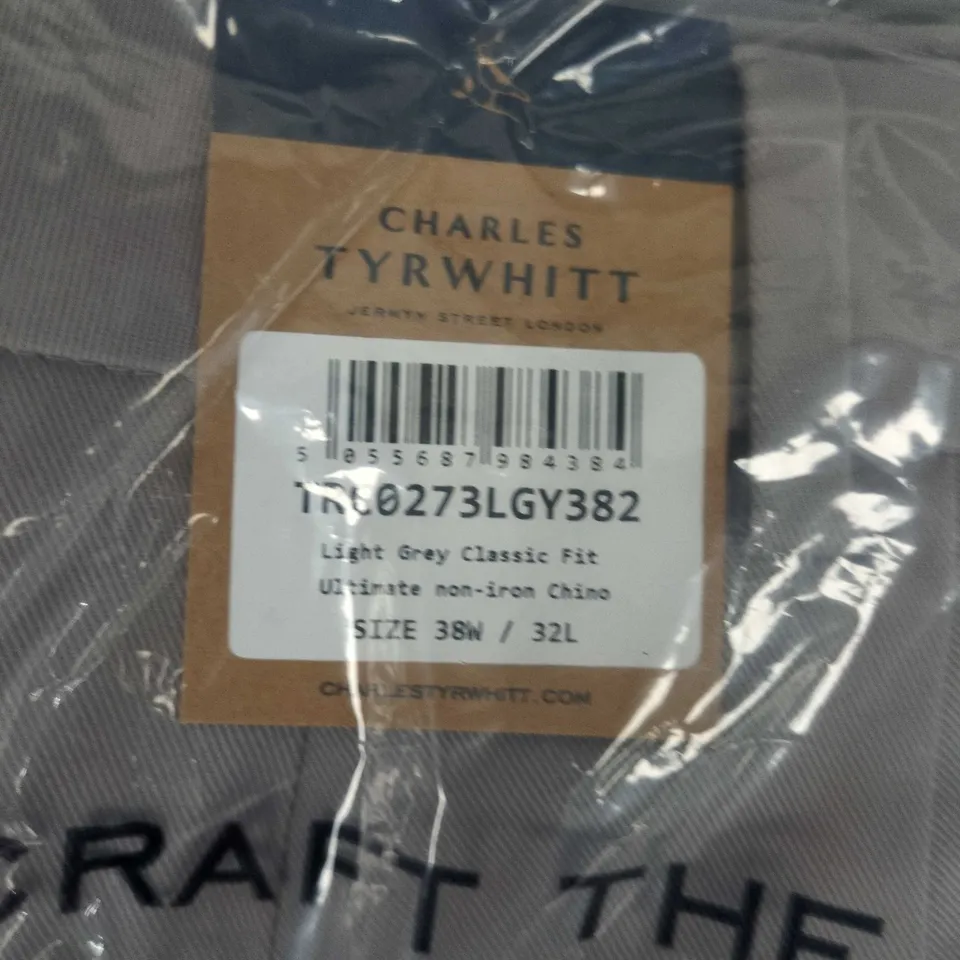 CHARLES
TYRWHITT
JERMYN STREET LONDON
5 055687 984384
TRC0273LGY382
Light Grey Classic Fit
Ultimate non-iron Chino
SIZE 38W / 32L
CHARLESTYRWHITT.COM
CRAFT THE